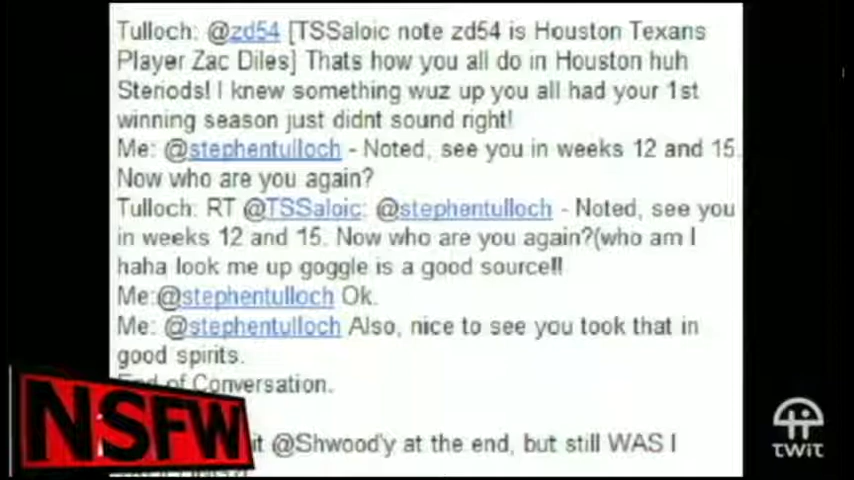 Tulloch: @zd54 [TSSaloic note zd54 is Houston Texans
Player Zac Diles] Thats how you all do in Houston huh
Steriods! I knew something wuz up you all had your 1st
winning season just didnt sound right!
Me: @stephentulloch - Noted, see you in weeks 12 and 15.
Now who are you again?
Tulloch: RT @TSSaloic: @stephentulloch - Noted, see you
in weeks 12 and 15. Now who are you again?(who am I
haha look me up goggle is a good source!!
Me:@stephentulloch Ok.
Me: @stephentulloch Also, nice to see you took that in
good spirits.
End of Conversation.
it @Shwood'y at the end, but still WAS I
NSFW
TWiT